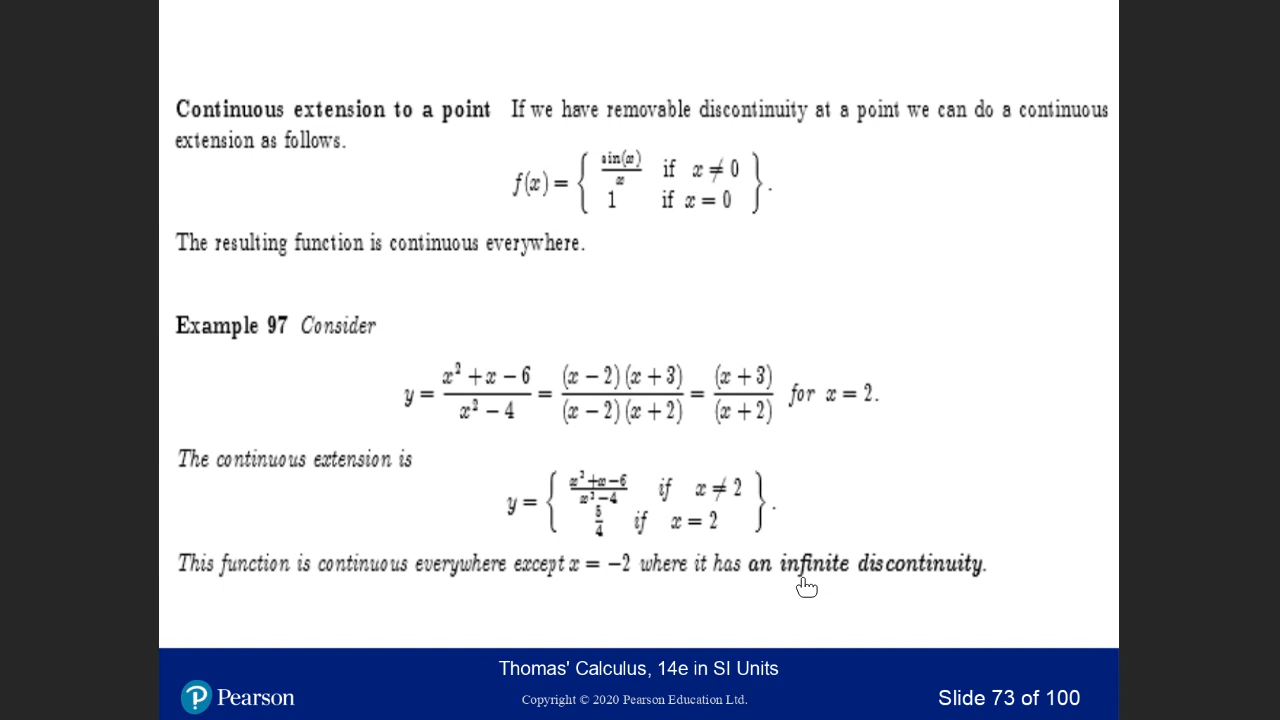 Continuous extension to a point If we have removable discontinuity at a point we can do a continuous
extension as follows.
f(x) = { sin(x)/x if x ≠ 0
1 if x = 0 }.
The resulting function is continuous everywhere.
Example 97 Consider
y = (x² + x − 6)/(x² − 4) = ((x − 2)(x + 3))/((x − 2)(x + 2)) = (x + 3)/(x + 2) for x = 2.
The continuous extension is
y = { (x²+x−6)/(x²−4) if x ≠ 2
5/4 if x = 2 }.
This function is continuous everywhere except x = −2 where it has an infinite discontinuity.
Thomas' Calculus, 14e in SI Units
P Pearson
Copyright © 2020 Pearson Education Ltd.
Slide 73 of 100